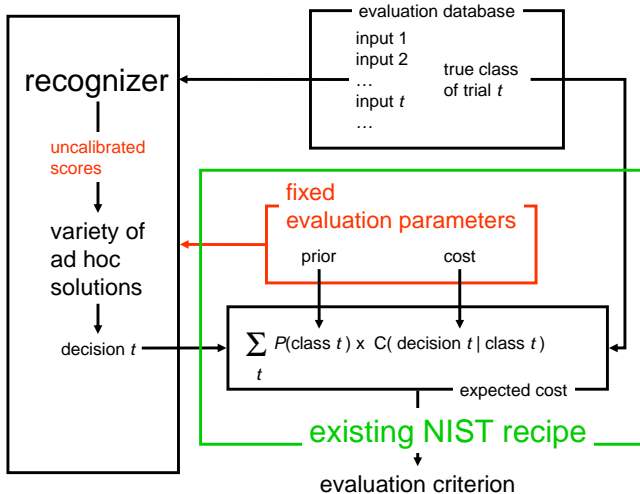 evaluation database
input 1
input 2
…
input t
…
true class
of trial t
recognizer
uncalibrated
scores
variety of
ad hoc
solutions
decision t
fixed
evaluation parameters
prior
cost
∑ P(class t) x C( decision t | class t )
t
expected cost
existing NIST recipe
evaluation criterion